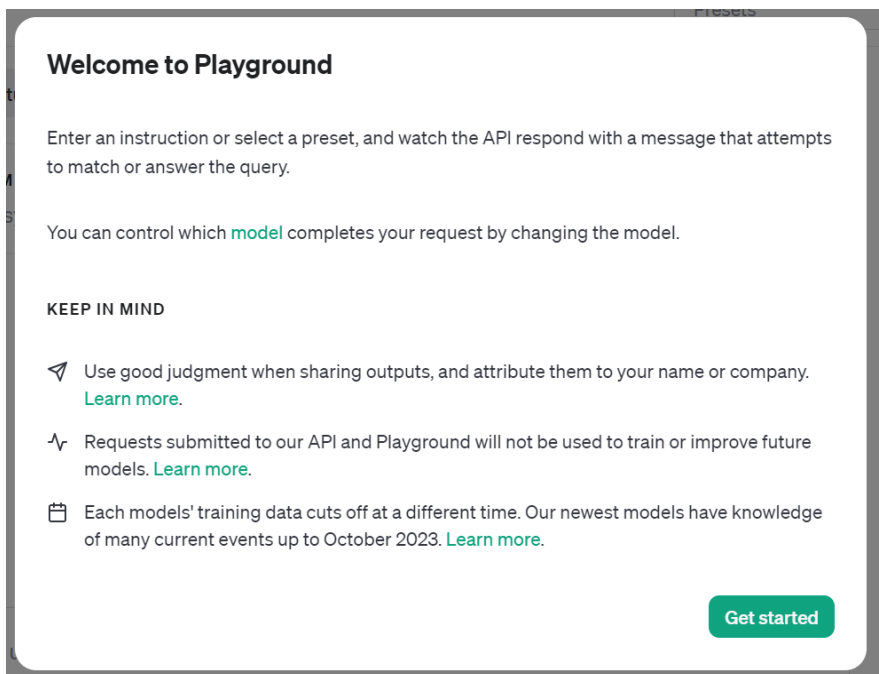 Presets
Welcome to Playground
Enter an instruction or select a preset, and watch the API respond with a message that attempts
to match or answer the query.
You can control which model completes your request by changing the model.
KEEP IN MIND
Use good judgment when sharing outputs, and attribute them to your name or company.
Learn more.
Requests submitted to our API and Playground will not be used to train or improve future
models. Learn more.
Each models' training data cuts off at a different time. Our newest models have knowledge
of many current events up to October 2023. Learn more.
Get started